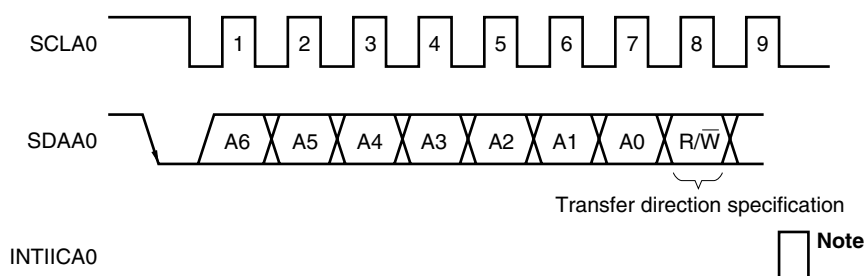 SCLA0 1 2 3 4 5 6 7 8 9
SDAA0 A6 A5 A4 A3 A2 A1 A0 R/W̅
Transfer direction specification
INTIICA0 Note